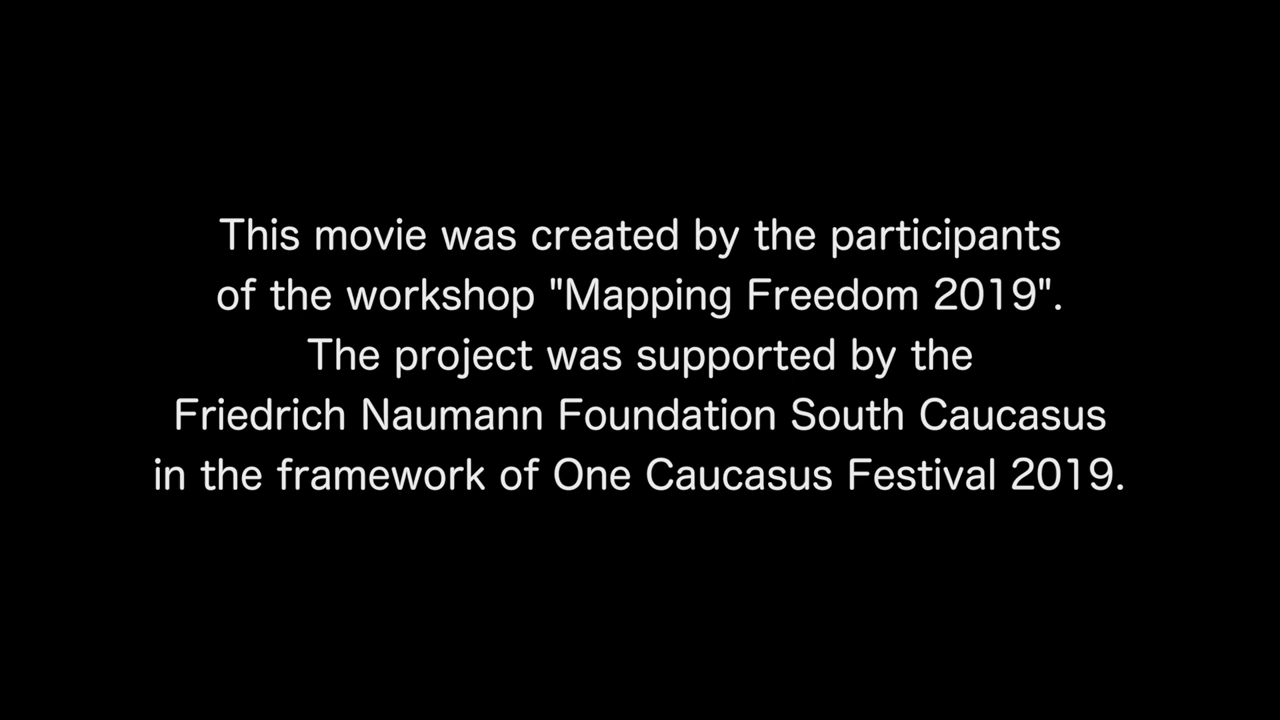 This movie was created by the participants
of the workshop "Mapping Freedom 2019".
The project was supported by the
Friedrich Naumann Foundation South Caucasus
in the framework of One Caucasus Festival 2019.